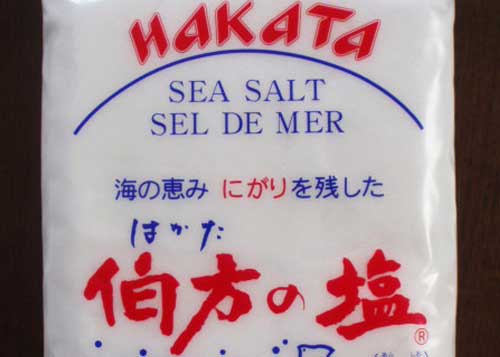 HAKATA
SEA SALT
SEL DE MER
海の恵み にがりを残した
はかた
伯方の塩
®